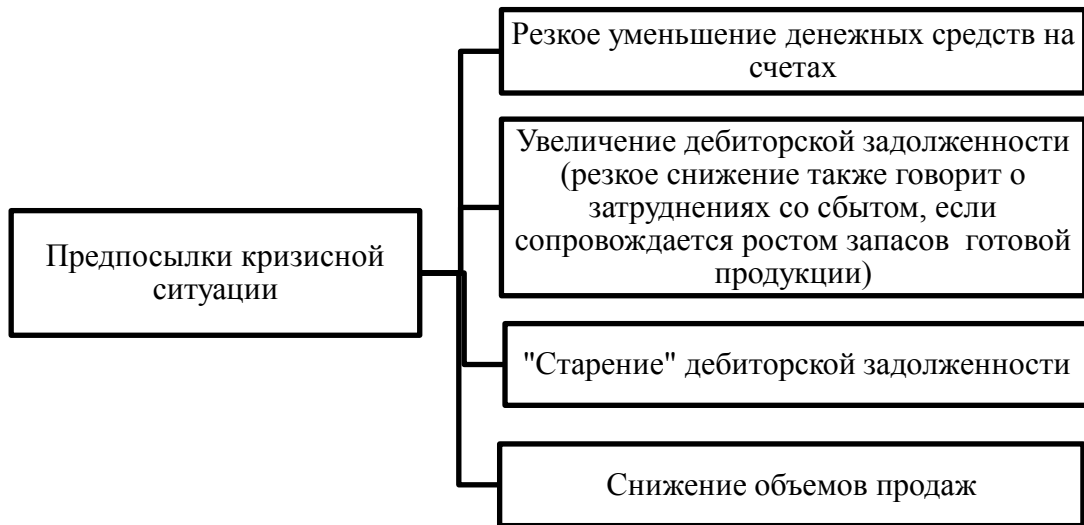 Предпосылки кризисной
ситуации
Резкое уменьшение денежных средств на
счетах
Увеличение дебиторской задолженности
(резкое снижение также говорит о
затруднениях со сбытом, если
сопровождается ростом запасов готовой
продукции)
"Старение" дебиторской задолженности
Снижение объемов продаж